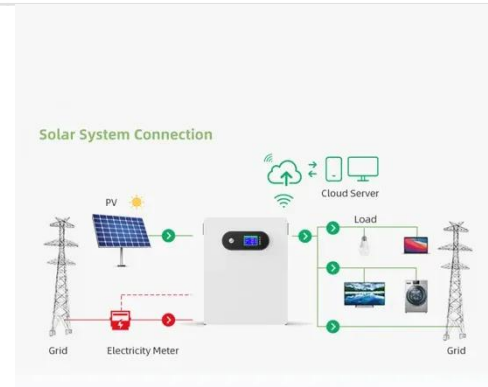 Solar System Connection
Cloud Server
PV
Load
Grid
Electricity Meter
Grid